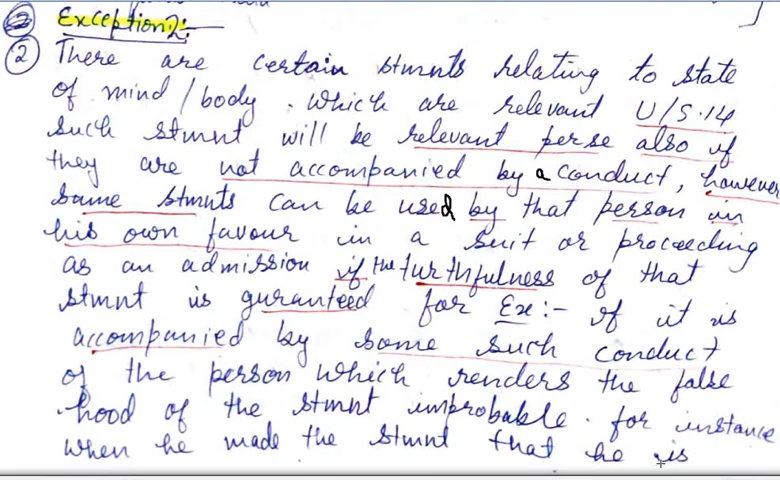 Exception 2:-
② There are certain stmnts relating to state
of mind/body. which are relevant U/S.14
such stmnt will be relevant perse also if
they are not accompanied by a conduct, however
same stmnts can be used by that person in
his own favour in a suit or proceeding
as an admission if the turthfulness of that
stmnt is guranteed for Ex:- If it is
accompanied by some such conduct
of the person which renders the false
hood of the stmnt improbable. for instance
when he made the stmnt that he is